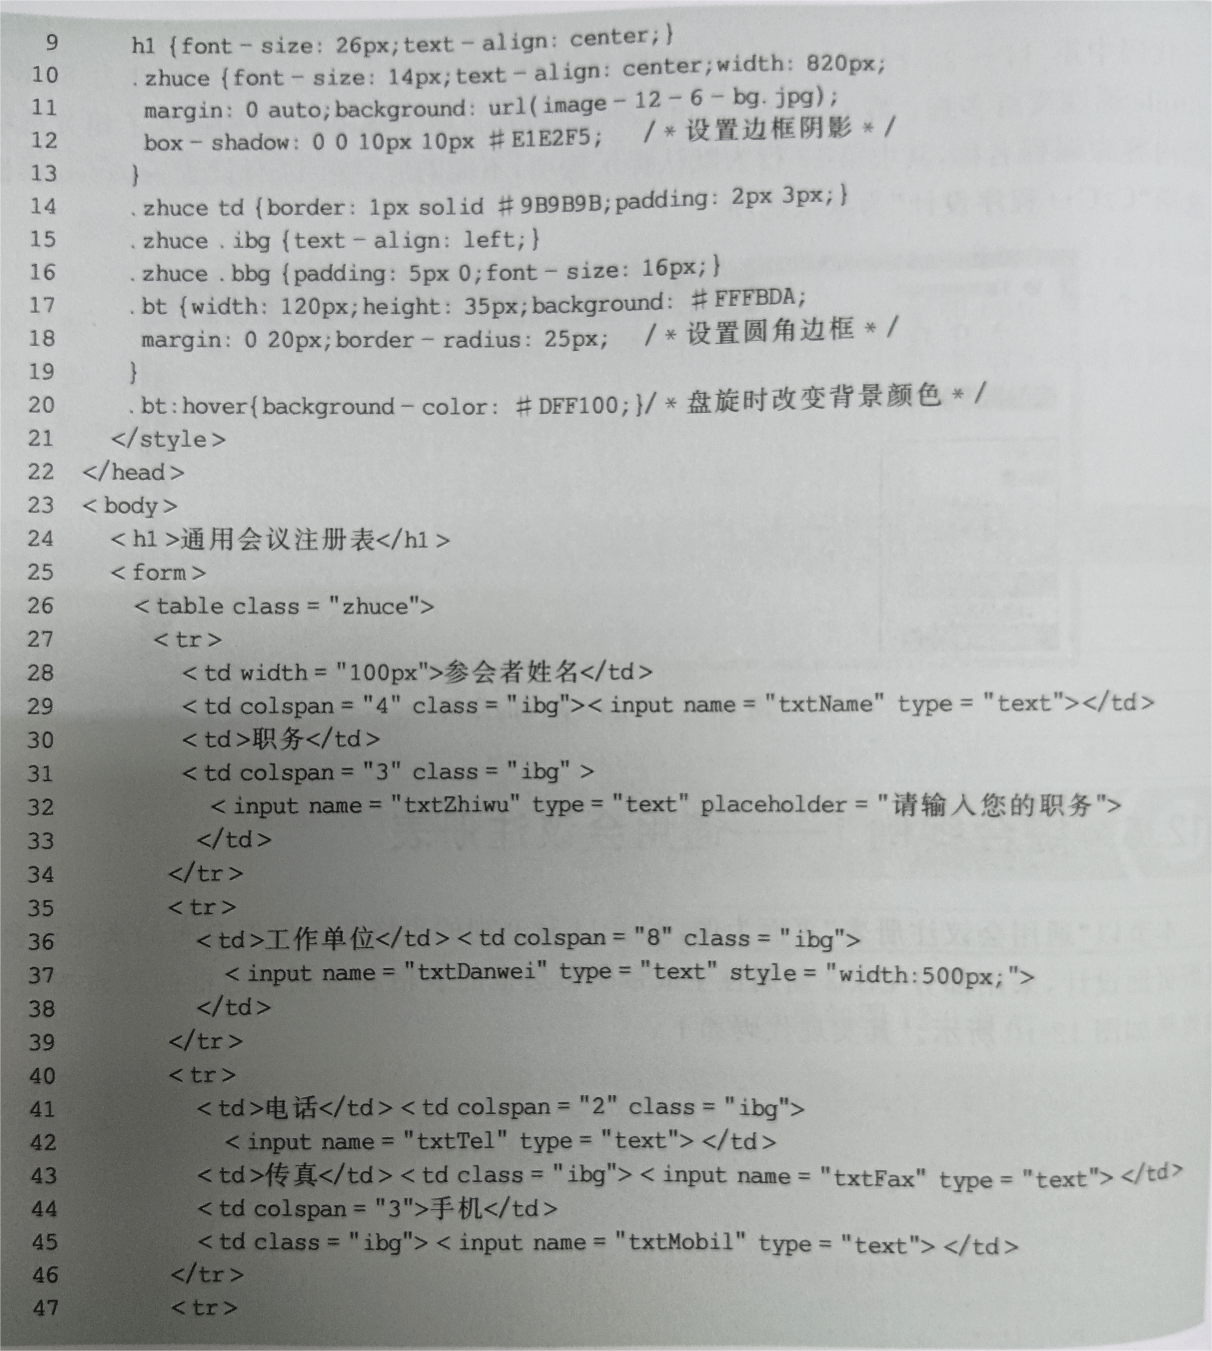 9 h1 {font-size: 26px;text-align: center;}
10 .zhuce {font-size: 14px;text-align: center;width: 820px;
11 margin: 0 auto;background: url(image-12-6-bg.jpg);
12 box-shadow: 0 0 10px 10px #E1E2F5; /*设置边框阴影*/
13 }
14 .zhuce td {border: 1px solid #9B9B9B;padding: 2px 3px;}
15 .zhuce .ibg {text-align: left;}
16 .zhuce .bbg {padding: 5px 0;font-size: 16px;}
17 .bt {width: 120px;height: 35px;background: #FFFBDA;
18 margin: 0 20px;border-radius: 25px; /*设置圆角边框*/
19 }
20 .bt:hover{background-color: #DFF100;}/*盘旋时改变背景颜色*/
21 </style>
22 </head>
23 <body>
24 <h1>通用会议注册表</h1>
25 <form>
26 <table class="zhuce">
27 <tr>
28 <td width="100px">参会者姓名</td>
29 <td colspan="4" class="ibg"><input name="txtName" type="text"></td>
30 <td>职务</td>
31 <td colspan="3" class="ibg">
32 <input name="txtZhiwu" type="text" placeholder="请输入您的职务">
33 </td>
34 </tr>
35 <tr>
36 <td>工作单位</td><td colspan="8" class="ibg">
37 <input name="txtDanwei" type="text" style="width:500px;">
38 </td>
39 </tr>
40 <tr>
41 <td>电话</td><td colspan="2" class="ibg">
42 <input name="txtTel" type="text"></td>
43 <td>传真</td><td class="ibg"><input name="txtFax" type="text"></td>
44 <td colspan="3">手机</td>
45 <td class="ibg"><input name="txtMobil" type="text"></td>
46 </tr>
47 <tr>